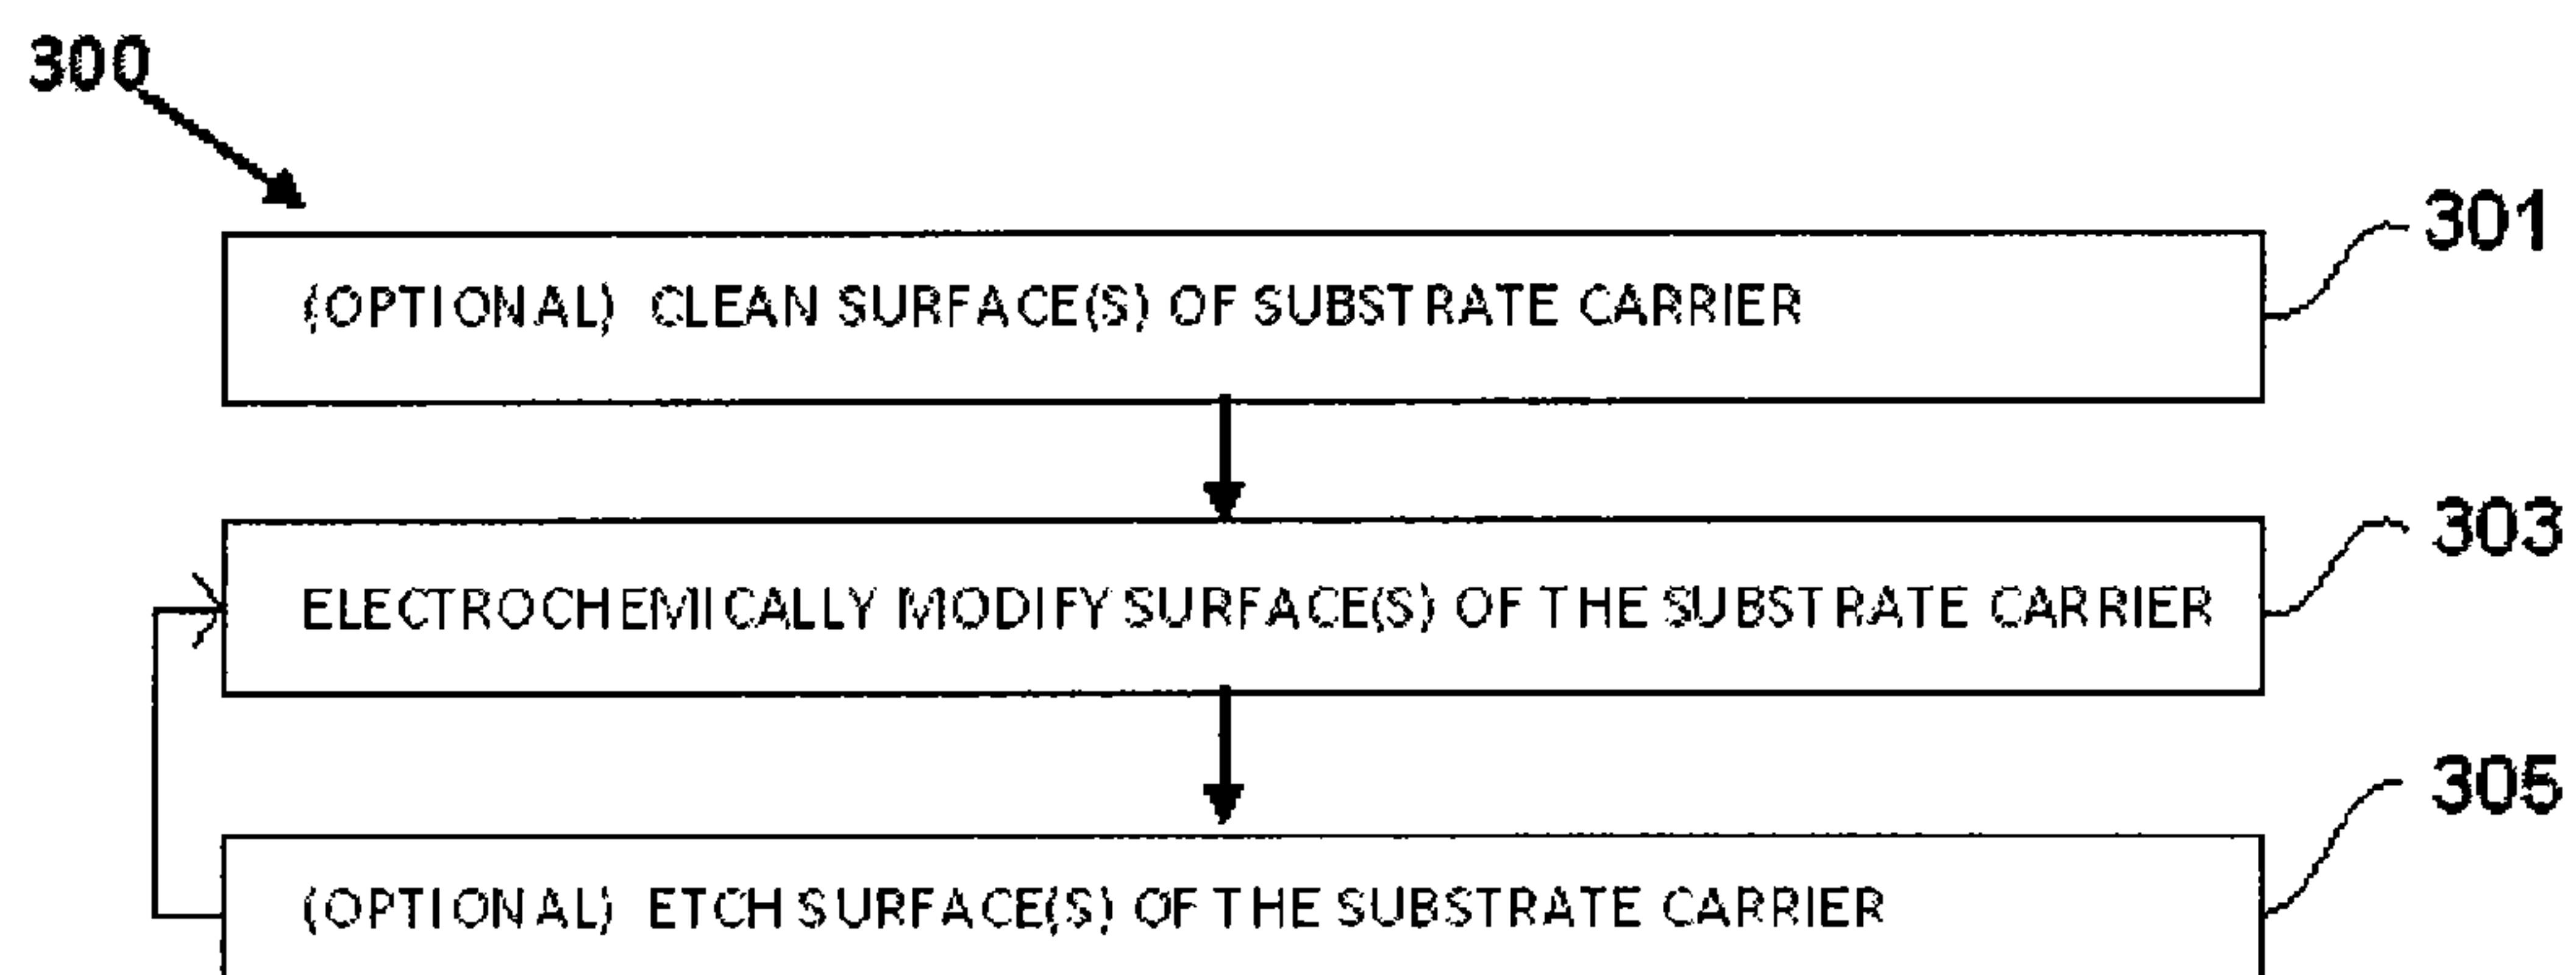 300
301
(OPTIONAL) CLEAN SURFACE(S) OF SUBSTRATE CARRIER
303
ELECTROCHEMICALLY MODIFY SURFACE(S) OF THE SUBSTRATE CARRIER
305
(OPTIONAL) ETCH SURFACE(S) OF THE SUBSTRATE CARRIER